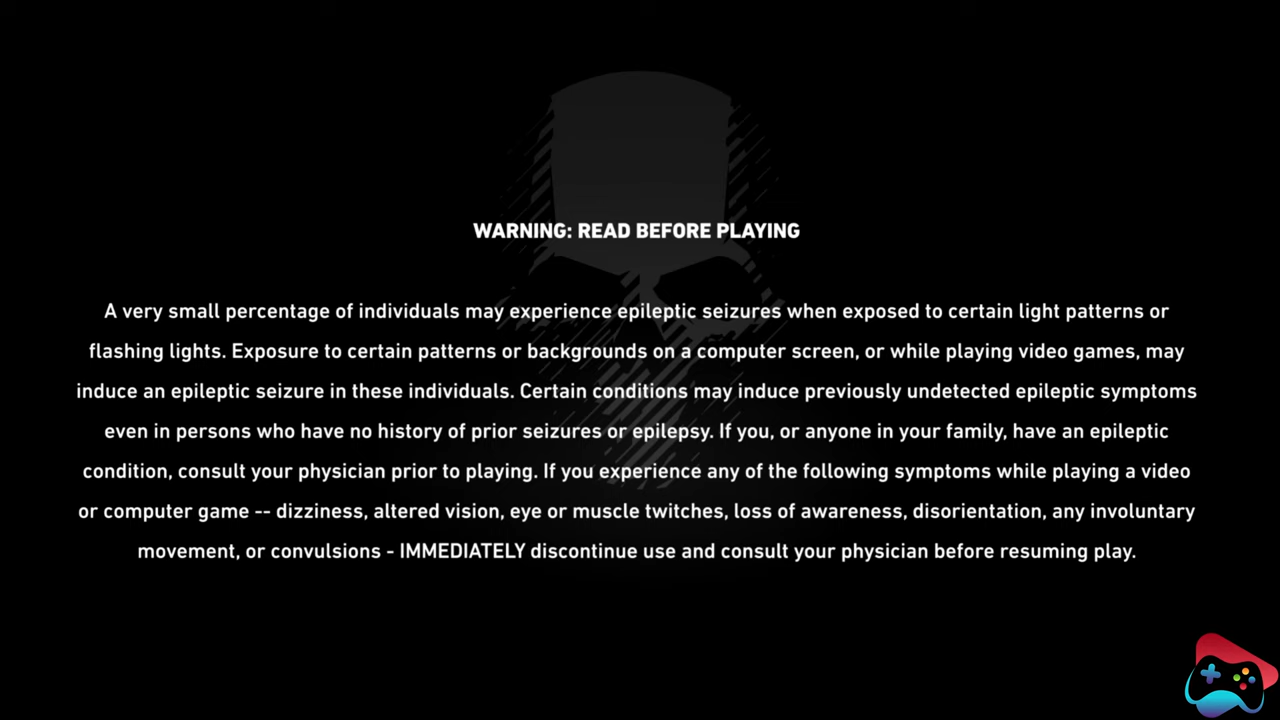 WARNING: READ BEFORE PLAYING
A very small percentage of individuals may experience epileptic seizures when exposed to certain light patterns or
flashing lights. Exposure to certain patterns or backgrounds on a computer screen, or while playing video games, may
induce an epileptic seizure in these individuals. Certain conditions may induce previously undetected epileptic symptoms
even in persons who have no history of prior seizures or epilepsy. If you, or anyone in your family, have an epileptic
condition, consult your physician prior to playing. If you experience any of the following symptoms while playing a video
or computer game -- dizziness, altered vision, eye or muscle twitches, loss of awareness, disorientation, any involuntary
movement, or convulsions - IMMEDIATELY discontinue use and consult your physician before resuming play.